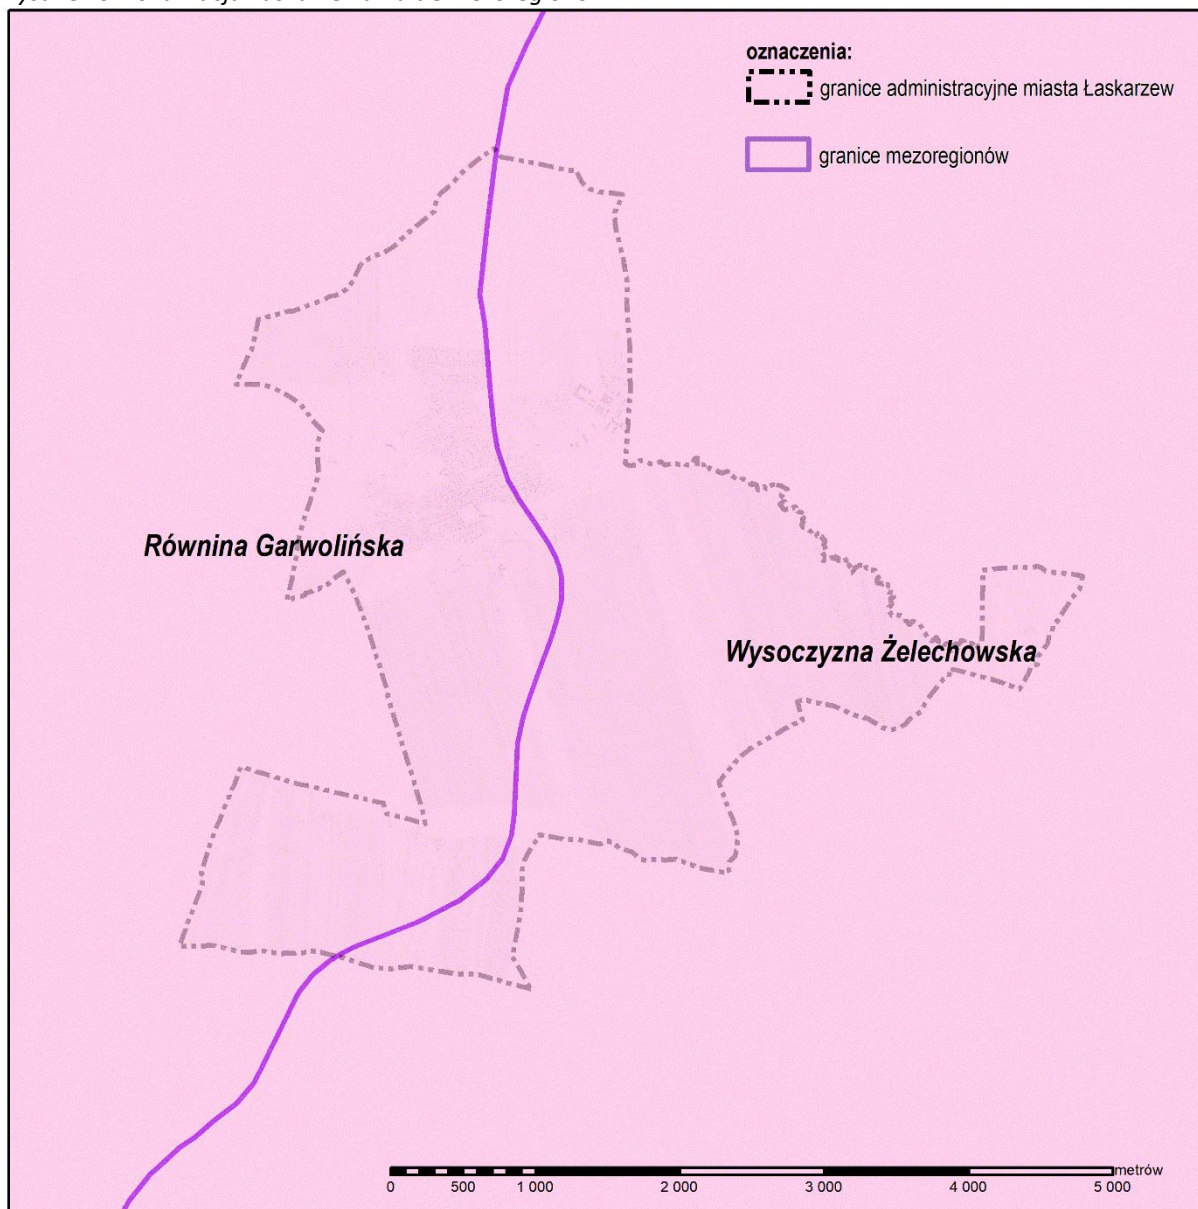 oznaczenia:
granice administracyjne miasta Łaskarzew
granice mezoregionów
Równina Garwolińska
Wysoczyzna Żelechowska
metrów
0 500 1 000 2 000 3 000 4 000 5 000